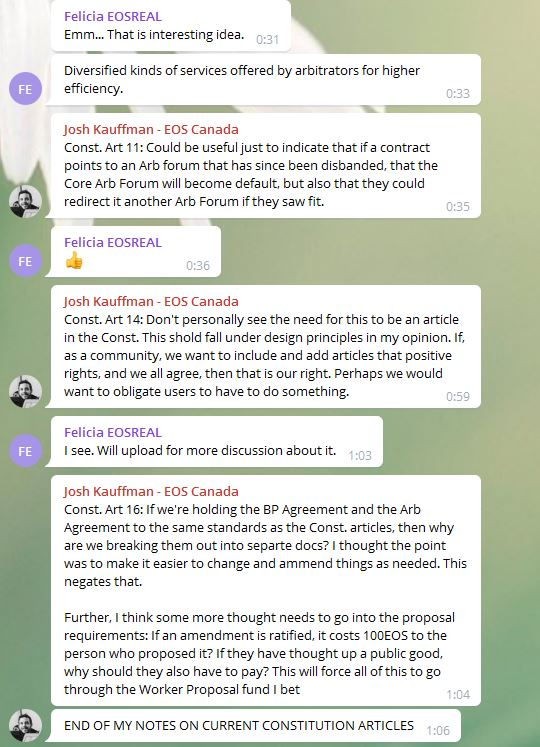 Felicia EOSREAL
Emm... That is interesting idea. 0:31
Diversified kinds of services offered by arbitrators for higher
efficiency.
FE 0:33
Josh Kauffman - EOS Canada
Const. Art 11: Could be useful just to indicate that if a contract
points to an Arb forum that has since been disbanded, that the
Core Arb Forum will become default, but also that they could
redirect it another Arb Forum if they saw fit.
0:35
Felicia EOSREAL
FE 👍 0:36
Josh Kauffman - EOS Canada
Const. Art 14: Don't personally see the need for this to be an article
in the Const. This shold fall under design principles in my opinion. If,
as a community, we want to include and add articles that positive
rights, and we all agree, then that is our right. Perhaps we would
want to obligate users to have to do something.
0:59
Felicia EOSREAL
FE I see. Will upload for more discussion about it. 1:03
Josh Kauffman - EOS Canada
Const. Art 16: If we're holding the BP Agreement and the Arb
Agreement to the same standards as the Const. articles, then why
are we breaking them out into separte docs? I thought the point
was to make it easier to change and ammend things as needed. This
negates that.
Further, I think some more thought needs to go into the proposal
requirements: If an amendment is ratified, it costs 100EOS to the
person who proposed it? If they have thought up a public good,
why should they also have to pay? This will force all of this to go
through the Worker Proposal fund I bet
1:04
END OF MY NOTES ON CURRENT CONSTITUTION ARTICLES 1:06